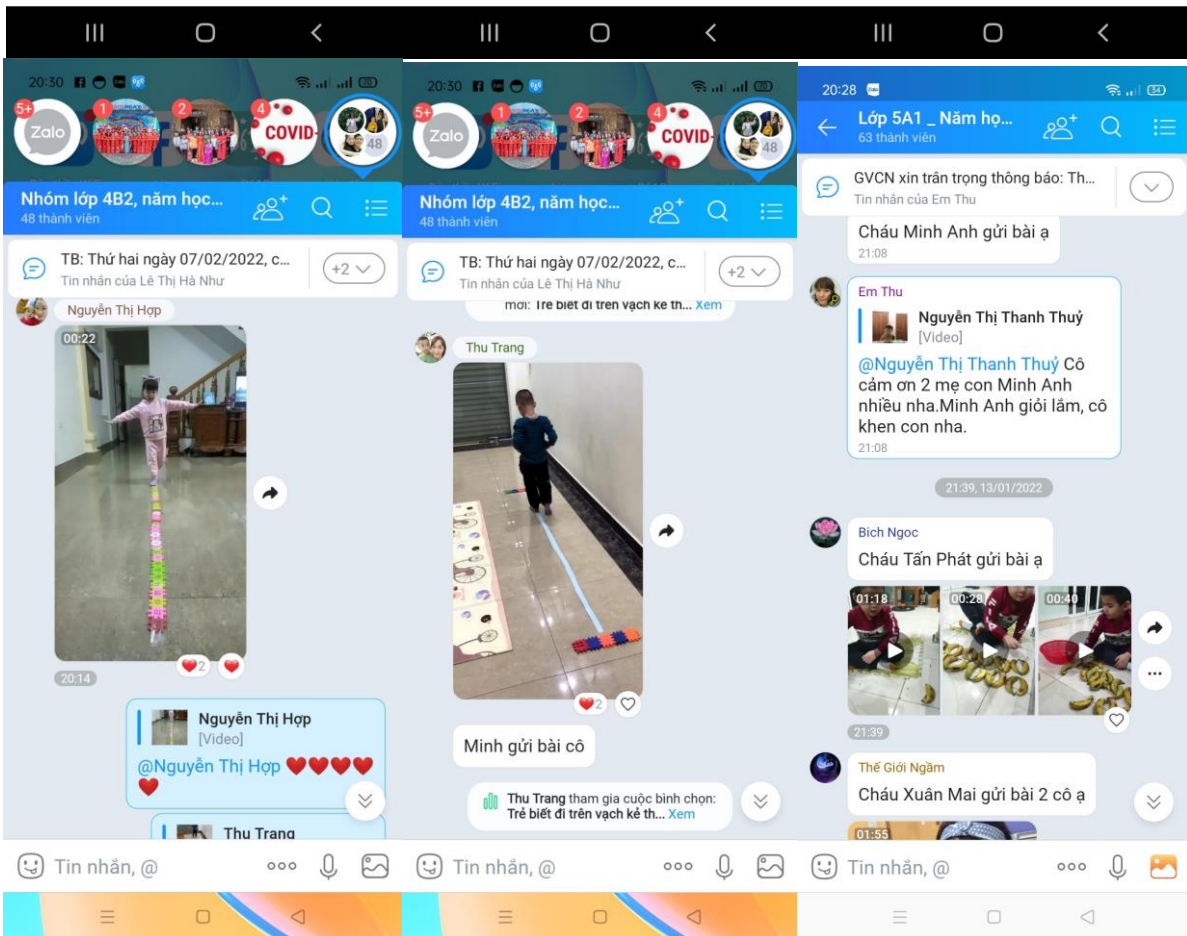 20:30
5+
Zalo
1
2
4
COVID-
48
Nhóm lớp 4B2, năm học...
48 thành viên
TB: Thứ hai ngày 07/02/2022, c...
Tin nhắn của Lê Thị Hà Như
+2
Nguyễn Thị Hợp
00:22
2
20:14
Nguyễn Thị Hợp
[Video]
@Nguyễn Thị Hợp
Thu Trang
Tin nhắn, @
20:30
5+
Zalo
1
2
4
COVID-
48
Nhóm lớp 4B2, năm học...
48 thành viên
TB: Thứ hai ngày 07/02/2022, c...
Tin nhắn của Lê Thị Hà Như
+2
mới: Trẻ biết đi trên vạch kẻ th... Xem
Thu Trang
2
Minh gửi bài cô
Thu Trang tham gia cuộc bình chọn:
Trẻ biết đi trên vạch kẻ th... Xem
Tin nhắn, @
20:28
54
Lớp 5A1 _ Năm họ...
63 thành viên
GVCN xin trân trọng thông báo: Th...
Tin nhắn của Em Thu
Cháu Minh Anh gửi bài ạ
21:08
Em Thu
Nguyễn Thị Thanh Thuỷ
[Video]
@Nguyễn Thị Thanh Thuỷ Cô
cảm ơn 2 mẹ con Minh Anh
nhiều nha.Minh Anh giỏi lắm, cô
khen con nha.
21:08
21:39, 13/01/2022
Bich Ngoc
Cháu Tấn Phát gửi bài ạ
01:18
00:28
00:40
21:39
Thế Giới Ngầm
Cháu Xuân Mai gửi bài 2 cô ạ
01:55
Tin nhắn, @